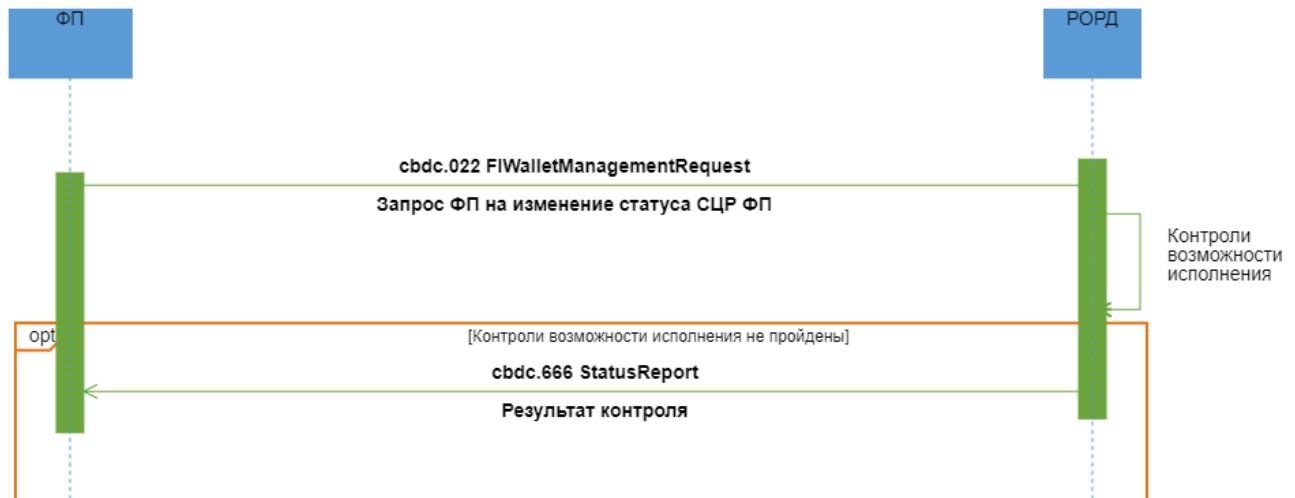 ФП
РОРД
cbdc.022 FIWalletManagementRequest
Запрос ФП на изменение статуса СЦР ФП
Контроли
возможности
исполнения
opt
[Контроли возможности исполнения не пройдены]
cbdc.666 StatusReport
Результат контроля